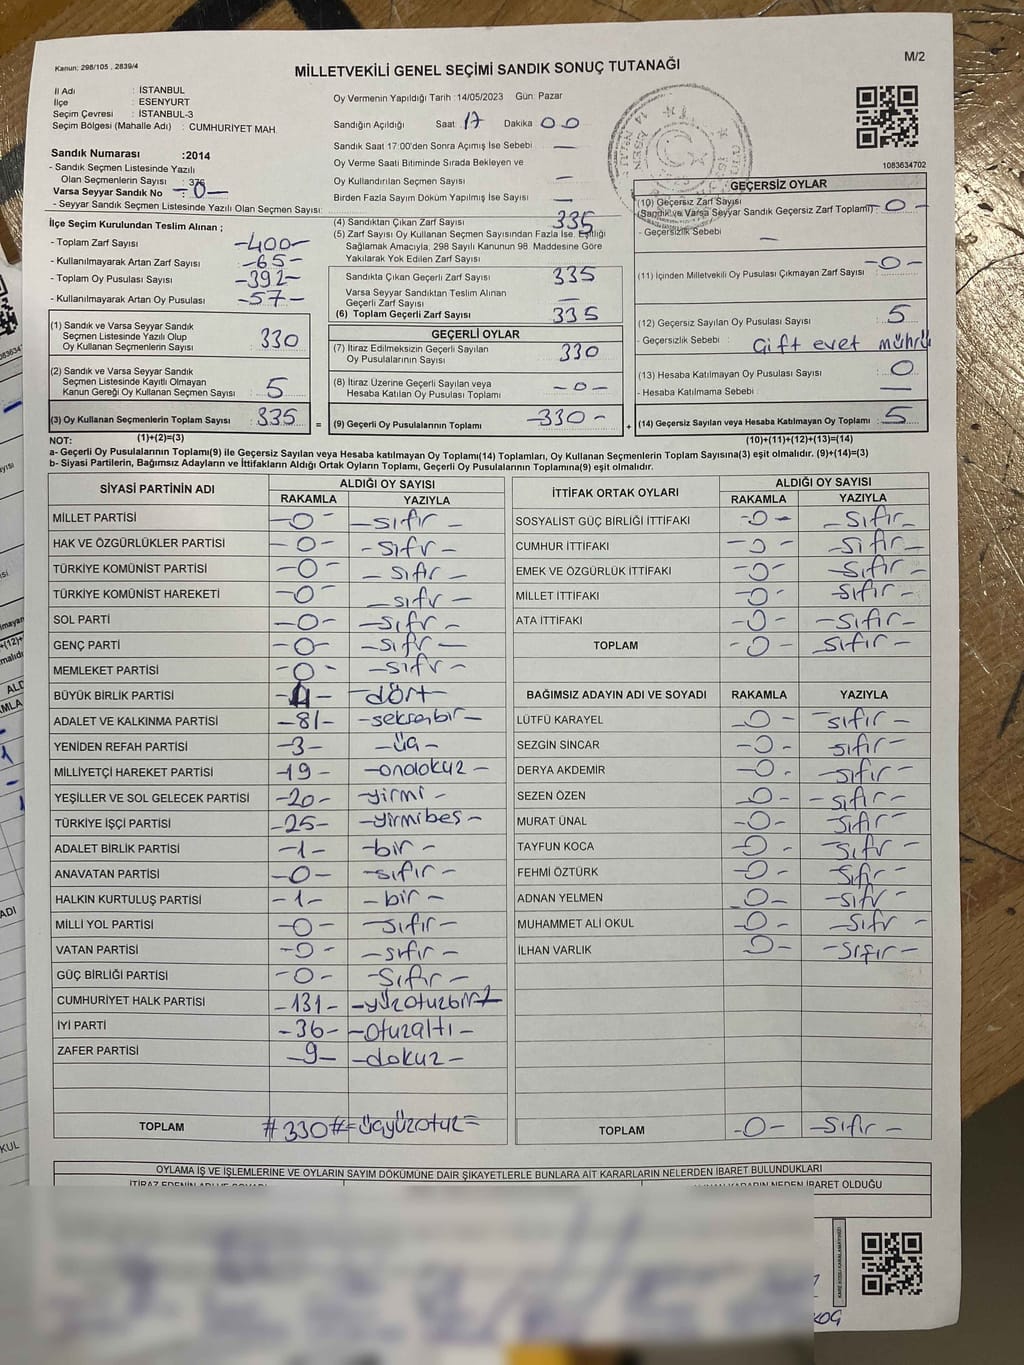 Kanun: 298/105 , 2839/4
M/2
MİLLETVEKİLİ GENEL SEÇİMİ SANDIK SONUÇ TUTANAĞI
İl Adı : İSTANBUL
İlçe : ESENYURT
Seçim Çevresi : İSTANBUL-3
Seçim Bölgesi (Mahalle Adı) : CUMHURIYET MAH.
Sandık Numarası :2014
- Sandık Seçmen Listesinde Yazılı
Olan Seçmenlerin Sayısı : 376
Varsa Seyyar Sandık No -0-
- Seyyar Sandık Seçmen Listesinde Yazılı Olan Seçmen Sayısı:
Oy Vermenin Yapıldığı Tarih :14/05/2023 Gün: Pazar
Sandığın Açıldığı Saat 17 Dakika 00
Sandık Saat 17:00'den Sonra Açımış İse Sebebi —
Oy Verme Saati Bitiminde Sırada Bekleyen ve
Oy Kullandırılan Seçmen Sayısı —
Birden Fazla Sayım Döküm Yapılmış İse Sayısı —
1083634702
İlçe Seçim Kurulundan Teslim Alınan ;
- Toplam Zarf Sayısı -400-
- Kullanılmayarak Artan Zarf Sayısı -65-
- Toplam Oy Pusulası Sayısı -392-
- Kullanılmayarak Artan Oy Pusulası -57-
(1) Sandık ve Varsa Seyyar Sandık
Seçmen Listesinde Yazılı Olup
Oy Kullanan Seçmenlerin Sayısı 330
(2) Sandık ve Varsa Seyyar Sandık
Seçmen Listesinde Kayıtlı Olmayan
Kanun Gereği Oy Kullanan Seçmen Sayısı 5
(3) Oy Kullanan Seçmenlerin Toplam Sayısı 335
(1)+(2)=(3)
(4) Sandıktan Çıkan Zarf Sayısı 335
(5) Zarf Sayısı Oy Kullanan Seçmen Sayısından Fazla İse, Eşitliği
Sağlamak Amacıyla, 298 Sayılı Kanunun 98. Maddesine Göre
Yakılarak Yok Edilen Zarf Sayısı
Sandıkta Çıkan Geçerli Zarf Sayısı 335
Varsa Seyyar Sandıktan Teslim Alınan
Geçerli Zarf Sayısı —
(6) Toplam Geçerli Zarf Sayısı 335
GEÇERLİ OYLAR
(7) İtiraz Edilmeksizin Geçerli Sayılan
Oy Pusulalarının Sayısı 330
(8) İtiraz Üzerine Geçerli Sayılan veya
Hesaba Katılan Oy Pusulası Toplamı -0-
(9) Geçerli Oy Pusulalarının Toplamı -330-
GEÇERSİZ OYLAR
(10) Geçersiz Zarf Sayısı
(Sandık ve Varsa Seyyar Sandık Geçersiz Zarf Toplamı) -0-
- Geçersizlik Sebebi —
(11) İçinden Milletvekili Oy Pusulası Çıkmayan Zarf Sayısı -0-
(12) Geçersiz Sayılan Oy Pusulası Sayısı 5
- Geçersizlik Sebebi : Çift evet mührü
(13) Hesaba Katılmayan Oy Pusulası Sayısı 0
- Hesaba Katılmama Sebebi —
(14) Geçersiz Sayılan veya Hesaba Katılmayan Oy Toplamı 5
(10)+(11)+(12)+(13)=(14)
NOT:
a- Geçerli Oy Pusulalarının Toplamı(9) ile Geçersiz Sayılan veya Hesaba Katılmayan Oy Toplamı(14) Toplamları, Oy Kullanan Seçmenlerin Toplam Sayısına(3) eşit olmalıdır. (9)+(14)=(3)
b- Siyasi Partilerin, Bağımsız Adayların ve İttifakların Aldığı Ortak Oyların Toplamı, Geçerli Oy Pusulalarının Toplamına(9) eşit olmalıdır.
SİYASİ PARTİNİN ADI ALDIĞI OY SAYISI
RAKAMLA YAZIYLA
MİLLET PARTİSİ -0- -sıfır-
HAK VE ÖZGÜRLÜKLER PARTİSİ -0- -sıfır-
TÜRKİYE KOMÜNİST PARTİSİ -0- -sıfır-
TÜRKİYE KOMÜNİST HAREKETİ -0- -sıfır-
SOL PARTİ -0- -sıfır-
GENÇ PARTİ -0- -sıfır-
MEMLEKET PARTİSİ -0- -sıfır-
BÜYÜK BİRLİK PARTİSİ -4- -dört-
ADALET VE KALKINMA PARTİSİ -81- -seksenbir-
YENİDEN REFAH PARTİSİ -3- -üç-
MİLLİYETÇİ HAREKET PARTİSİ -19- -ondokuz-
YEŞİLLER VE SOL GELECEK PARTİSİ -20- -yirmi-
TÜRKİYE İŞÇİ PARTİSİ -25- -yirmibeş-
ADALET BİRLİK PARTİSİ -1- -bir-
ANAVATAN PARTİSİ -0- -sıfır-
HALKIN KURTULUŞ PARTİSİ -1- -bir-
MİLLİ YOL PARTİSİ -0- -sıfır-
VATAN PARTİSİ -0- -sıfır-
GÜÇ BİRLİĞİ PARTİSİ -0- -sıfır-
CUMHURİYET HALK PARTİSİ -131- -yüzotuzbir-
İYİ PARTİ -36- -otuzaltı-
ZAFER PARTİSİ -9- -dokuz-
TOPLAM #330# =üçyüzotuz=
İTTİFAK ORTAK OYLARI ALDIĞI OY SAYISI
RAKAMLA YAZIYLA
SOSYALİST GÜÇ BİRLİĞİ İTTİFAKI -0- -sıfır-
CUMHUR İTTİFAKI -0- -sıfır-
EMEK VE ÖZGÜRLÜK İTTİFAKI -0- -sıfır-
MİLLET İTTİFAKI -0- -sıfır-
ATA İTTİFAKI -0- -sıfır-
TOPLAM -0- sıfır-
BAĞIMSIZ ADAYIN ADI VE SOYADI RAKAMLA YAZIYLA
LÜTFÜ KARAYEL -0- -sıfır-
SEZGİN SİNCAR -0- sıfır-
DERYA AKDEMİR -0- -sıfır-
SEZEN ÖZEN -0- -sıfır-
MURAT ÜNAL -0- -sıfır-
TAYFUN KOCA -0- -sıfır-
FEHMİ ÖZTÜRK -0- -sıfır-
ADNAN YELMEN -0- -sıfır-
MUHAMMET ALİ OKUL -0- -sıfır-
İLHAN VARLIK -0- -sıfır-
TOPLAM -0- -sıfır-
OYLAMA İŞ VE İŞLEMLERİNE VE OYLARIN SAYIM DÖKÜMÜNE DAİR ŞİKAYETLERLE BUNLARA AİT KARARLARIN NELERDEN İBARET BULUNDUKLARI